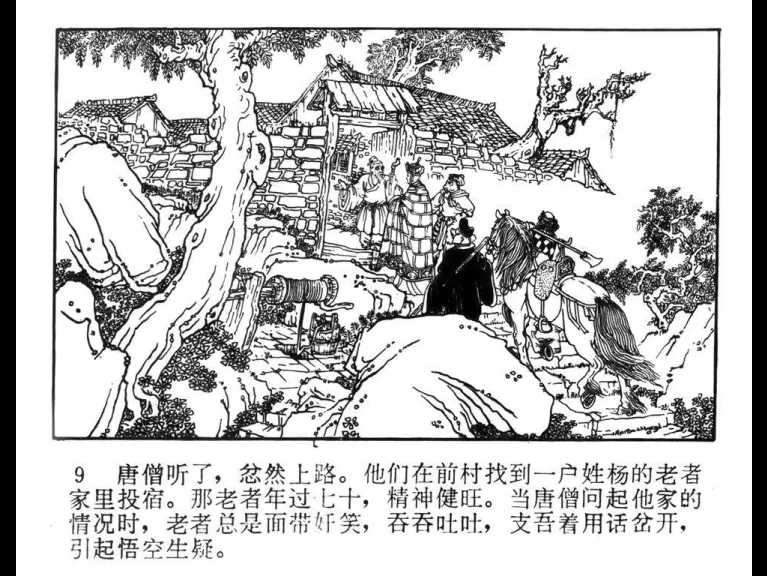 9 唐僧听了，忿然上路。他们在前村找到一户姓杨的老者
家里投宿。那老者年过七十，精神健旺。当唐僧问起他家的
情况时，老者总是面带奸笑，吞吞吐吐，支吾着用话岔开，
引起悟空生疑。